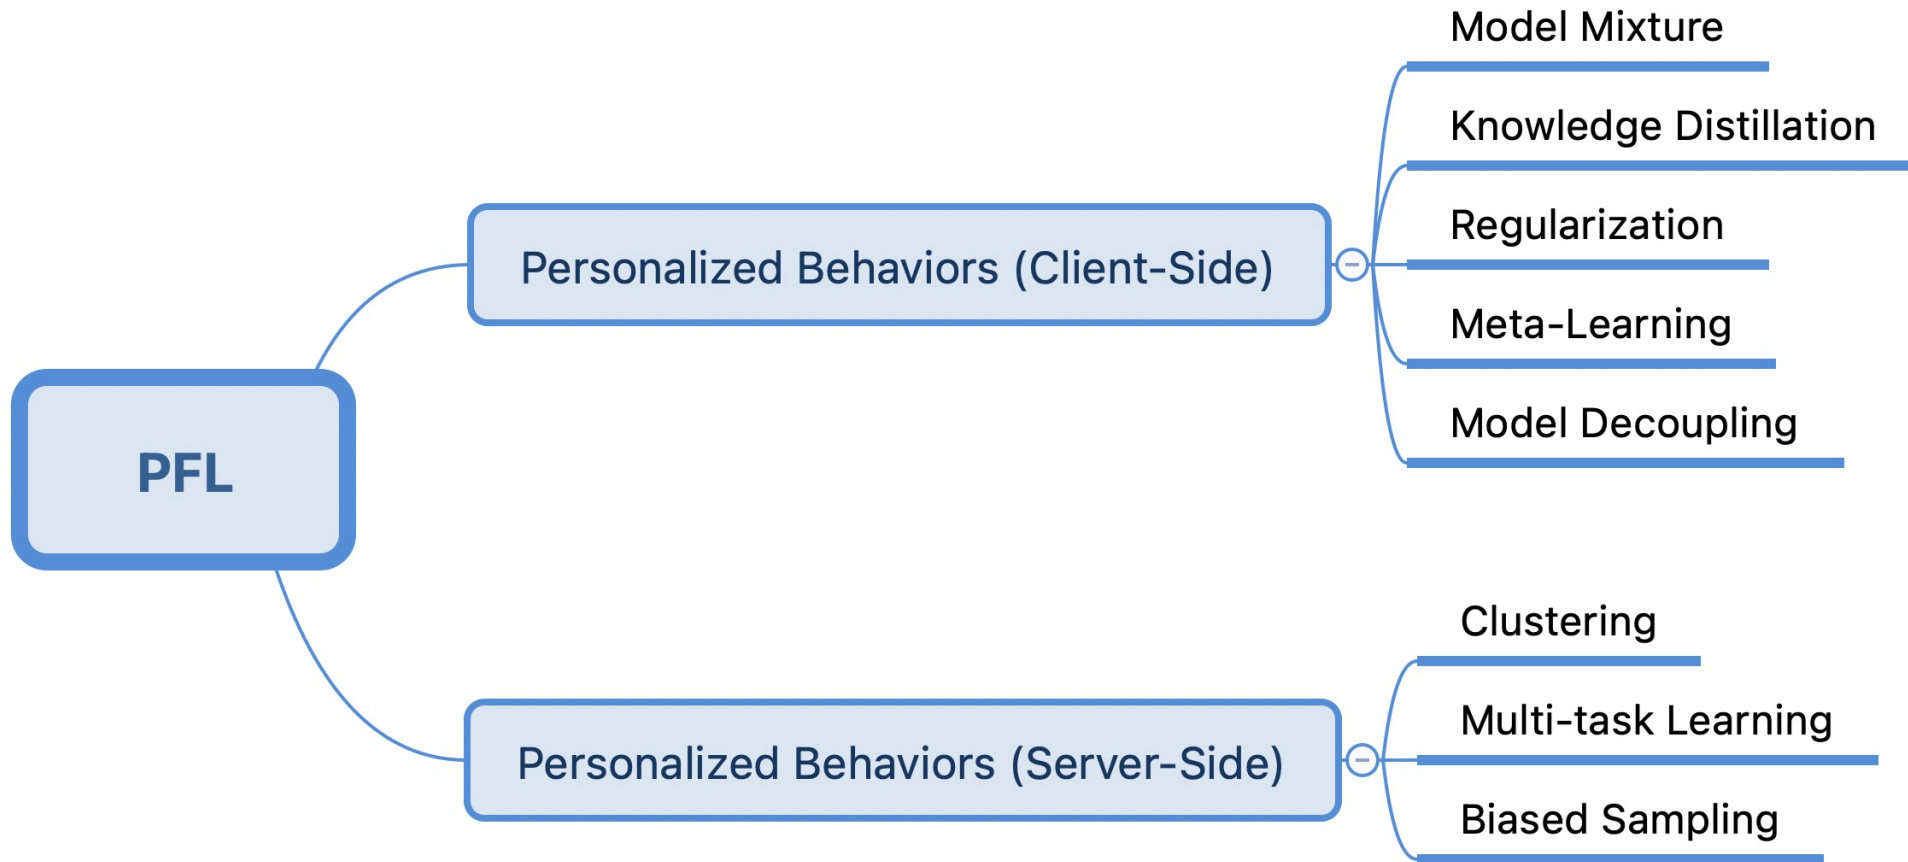 PFL
Personalized Behaviors (Client-Side)
Model Mixture
Knowledge Distillation
Regularization
Meta-Learning
Model Decoupling
Personalized Behaviors (Server-Side)
Clustering
Multi-task Learning
Biased Sampling